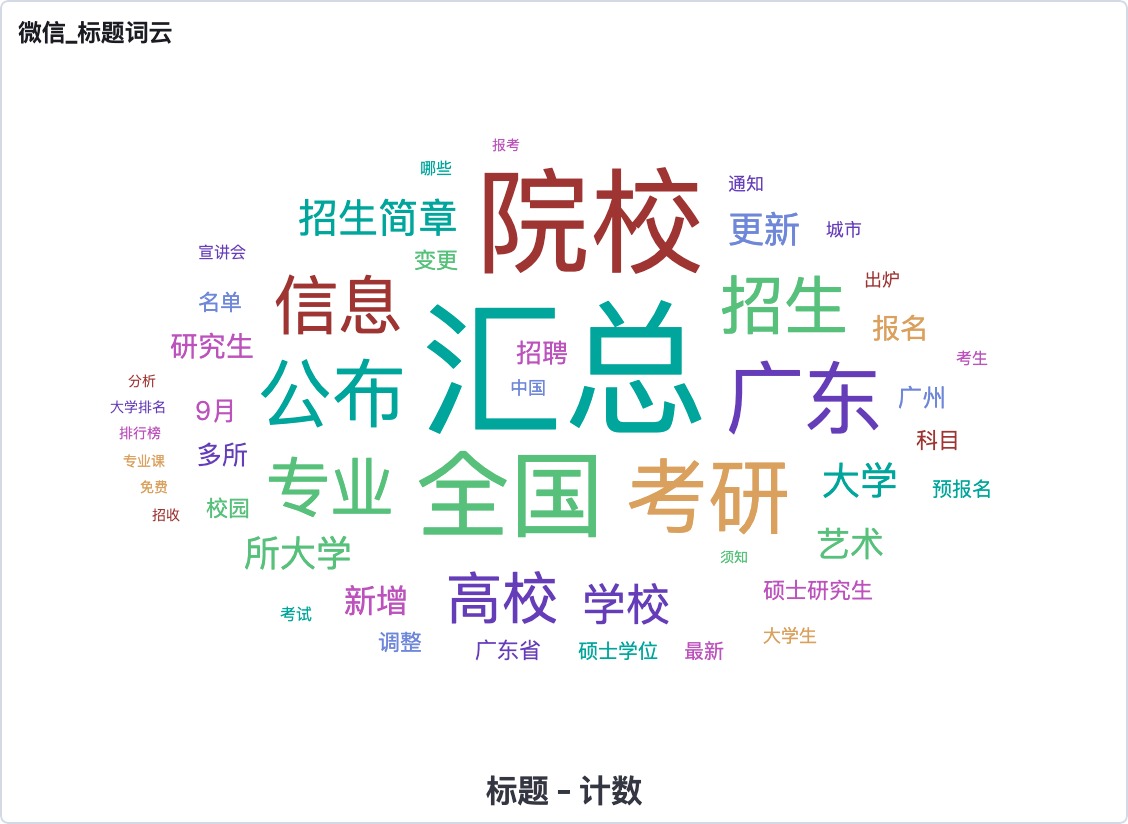 微信_标题词云
报考
哪些
院校
通知
招生简章
更新
城市
宣讲会
变更
出炉
信息
招生
名单
汇总
报名
研究生
招聘
考生
公布
中国
广东
广州
分析
大学排名
9月
排行榜
科目
多所
专业课
专业
全国
考研
大学
预报名
免费
校园
招收
所大学
须知
艺术
新增
高校
学校
硕士研究生
考试
调整
广东省
硕士学位
最新
大学生
标题 – 计数